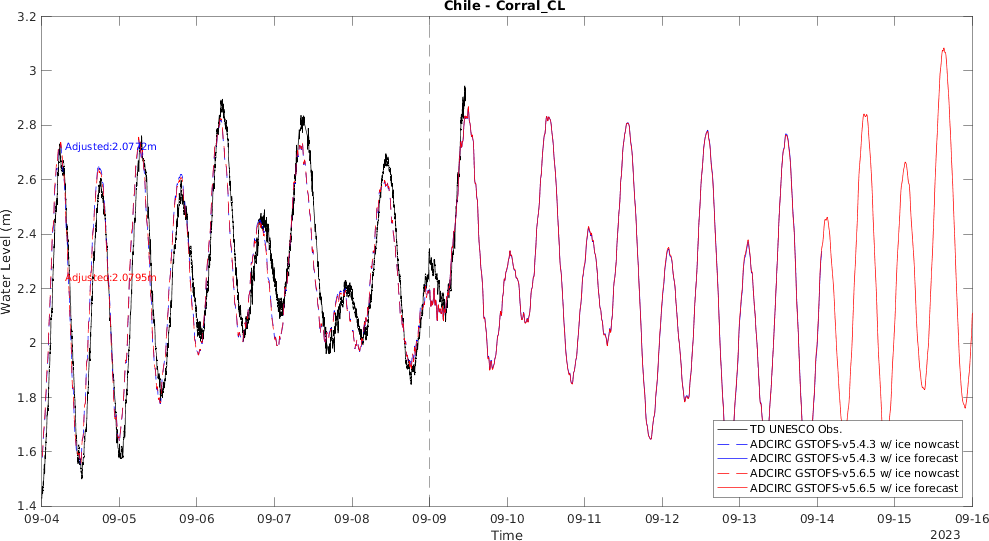 Chile - Corral_CL
3.2
3
2.8
2.6
2.4
2.2
2
1.8
1.6
1.4
Water Level (m)
Adjusted:2.0772m
Adjusted:2.0795m
TD UNESCO Obs.
ADCIRC GSTOFS-v5.4.3 w/ ice nowcast
ADCIRC GSTOFS-v5.4.3 w/ ice forecast
ADCIRC GSTOFS-v5.6.5 w/ ice nowcast
ADCIRC GSTOFS-v5.6.5 w/ ice forecast
09-04 09-05 09-06 09-07 09-08 09-09 09-10 09-11 09-12 09-13 09-14 09-15 09-16
Time
2023